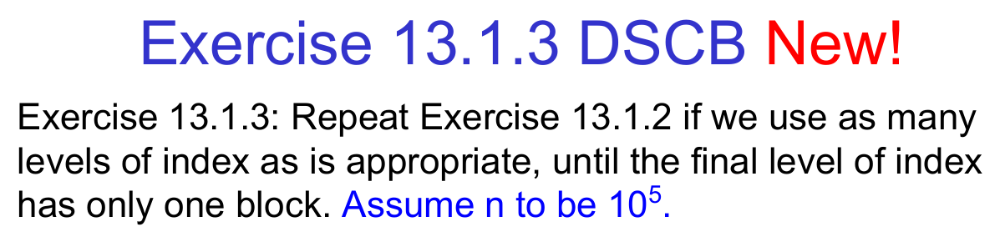 Exercise 13.1.3 DSCB New!
Exercise 13.1.3: Repeat Exercise 13.1.2 if we use as many
levels of index as is appropriate, until the final level of index
has only one block. Assume n to be 10⁵.